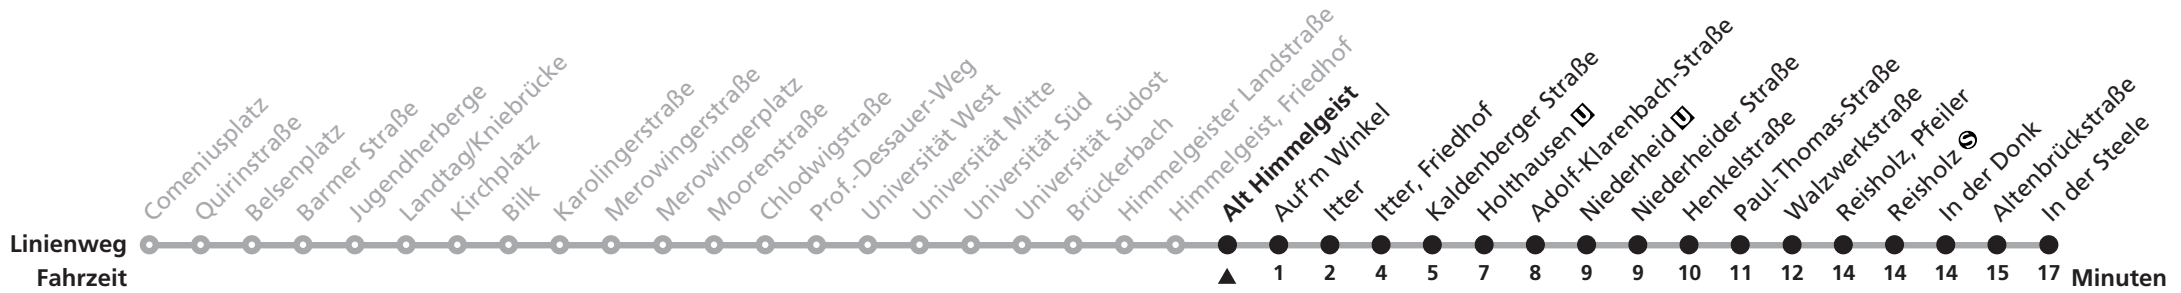 Comeniusplatz
Quirinstraße
Belsenplatz
Barmer Straße
Jugendherberge
Landtag/Kniebrücke
Kirchplatz
Bilk
Karolingerstraße
Merowingerstraße
Merowingerplatz
Moorenstraße
Chlodwigstraße
Prof.-Dessauer-Weg
Universität West
Universität Mitte
Universität Süd
Universität Südost
Brückerbach
Himmelgeister Landstraße
Himmelgeist, Friedhof
Alt Himmelgeist
Auf'm Winkel
Itter
Itter, Friedhof
Kaldenberger Straße
Holthausen U
Adolf-Klarenbach-Straße
Niederheid U
Niederheider Straße
Henkelstraße
Paul-Thomas-Straße
Walzwerkstraße
Reisholz, Pfeiler
Reisholz S
In der Donk
Altenbrückstraße
In der Steele
Linienweg
Fahrzeit 1 2 4 5 7 8 9 9 10 11 12 14 14 14 15 17 Minuten